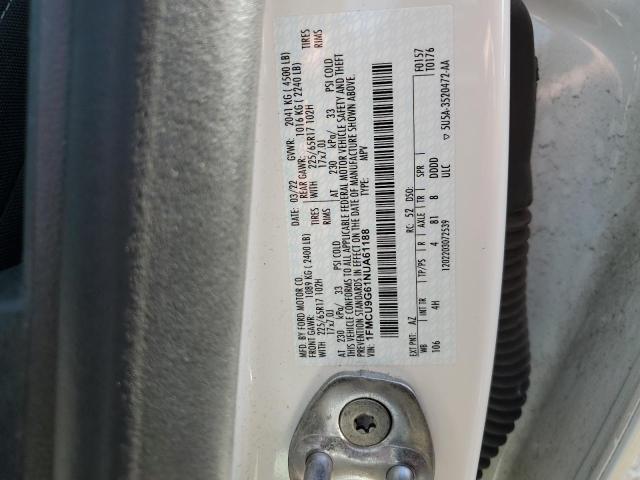 MFD. BY FORD MOTOR CO. DATE: 03/22 GVWR: 2041 KG ( 4500 LB)
FRONT GAWR: 1089 KG ( 2400 LB) REAR GAWR: 1016 KG ( 2240 LB)
WITH 225/65R17 102H TIRES WITH 225/65R17 102H TIRES
17x7.0J RIMS 17x7.0J RIMS
AT 230 kPa/ 33 PSI COLD AT 230 kPa/ 33 PSI COLD
THIS VEHICLE CONFORMS TO ALL APPLICABLE FEDERAL MOTOR VEHICLE SAFETY AND THEFT
PREVENTION STANDARDS IN EFFECT ON THE DATE OF MANUFACTURE SHOWN ABOVE.
VIN: 1FMCU9G61NUA61188 TYPE: MPV
EXT PNT: AZ RC: 52 DSO: T0157
T0176
WB INT TR TP/PS R AXLE TR SPR
106 4H 4 B1 8 DDDD
120220307
2539 ULC
▽ 5U5A-3520472-AA